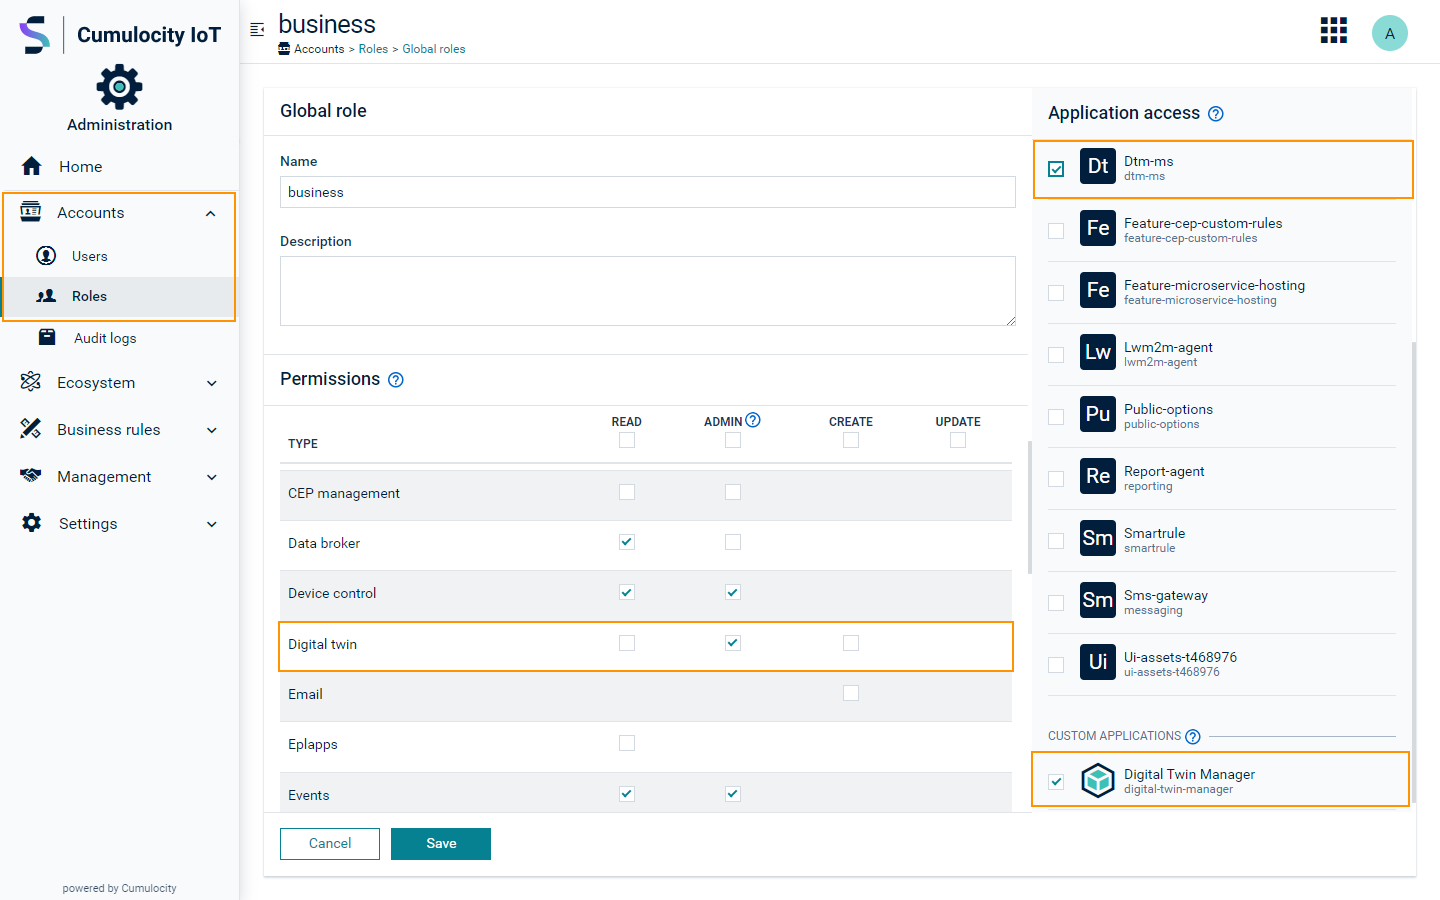 Cumulocity IoT
Administration
Home
Accounts
Users
Roles
Audit logs
Ecosystem
Business rules
Management
Settings
powered by Cumulocity
business
Accounts > Roles > Global roles
A
Global role
Name
business
Description
Permissions ?
TYPE READ ADMIN ? CREATE UPDATE
CEP management
Data broker
Device control
Digital twin
Email
Eplapps
Events
Cancel Save
Application access ?
Dt Dtm-ms
dtm-ms
Fe Feature-cep-custom-rules
feature-cep-custom-rules
Fe Feature-microservice-hosting
feature-microservice-hosting
Lw Lwm2m-agent
lwm2m-agent
Pu Public-options
public-options
Re Report-agent
reporting
Sm Smartrule
smartrule
Sm Sms-gateway
messaging
Ui Ui-assets-t468976
ui-assets-t468976
CUSTOM APPLICATIONS ?
Digital Twin Manager
digital-twin-manager